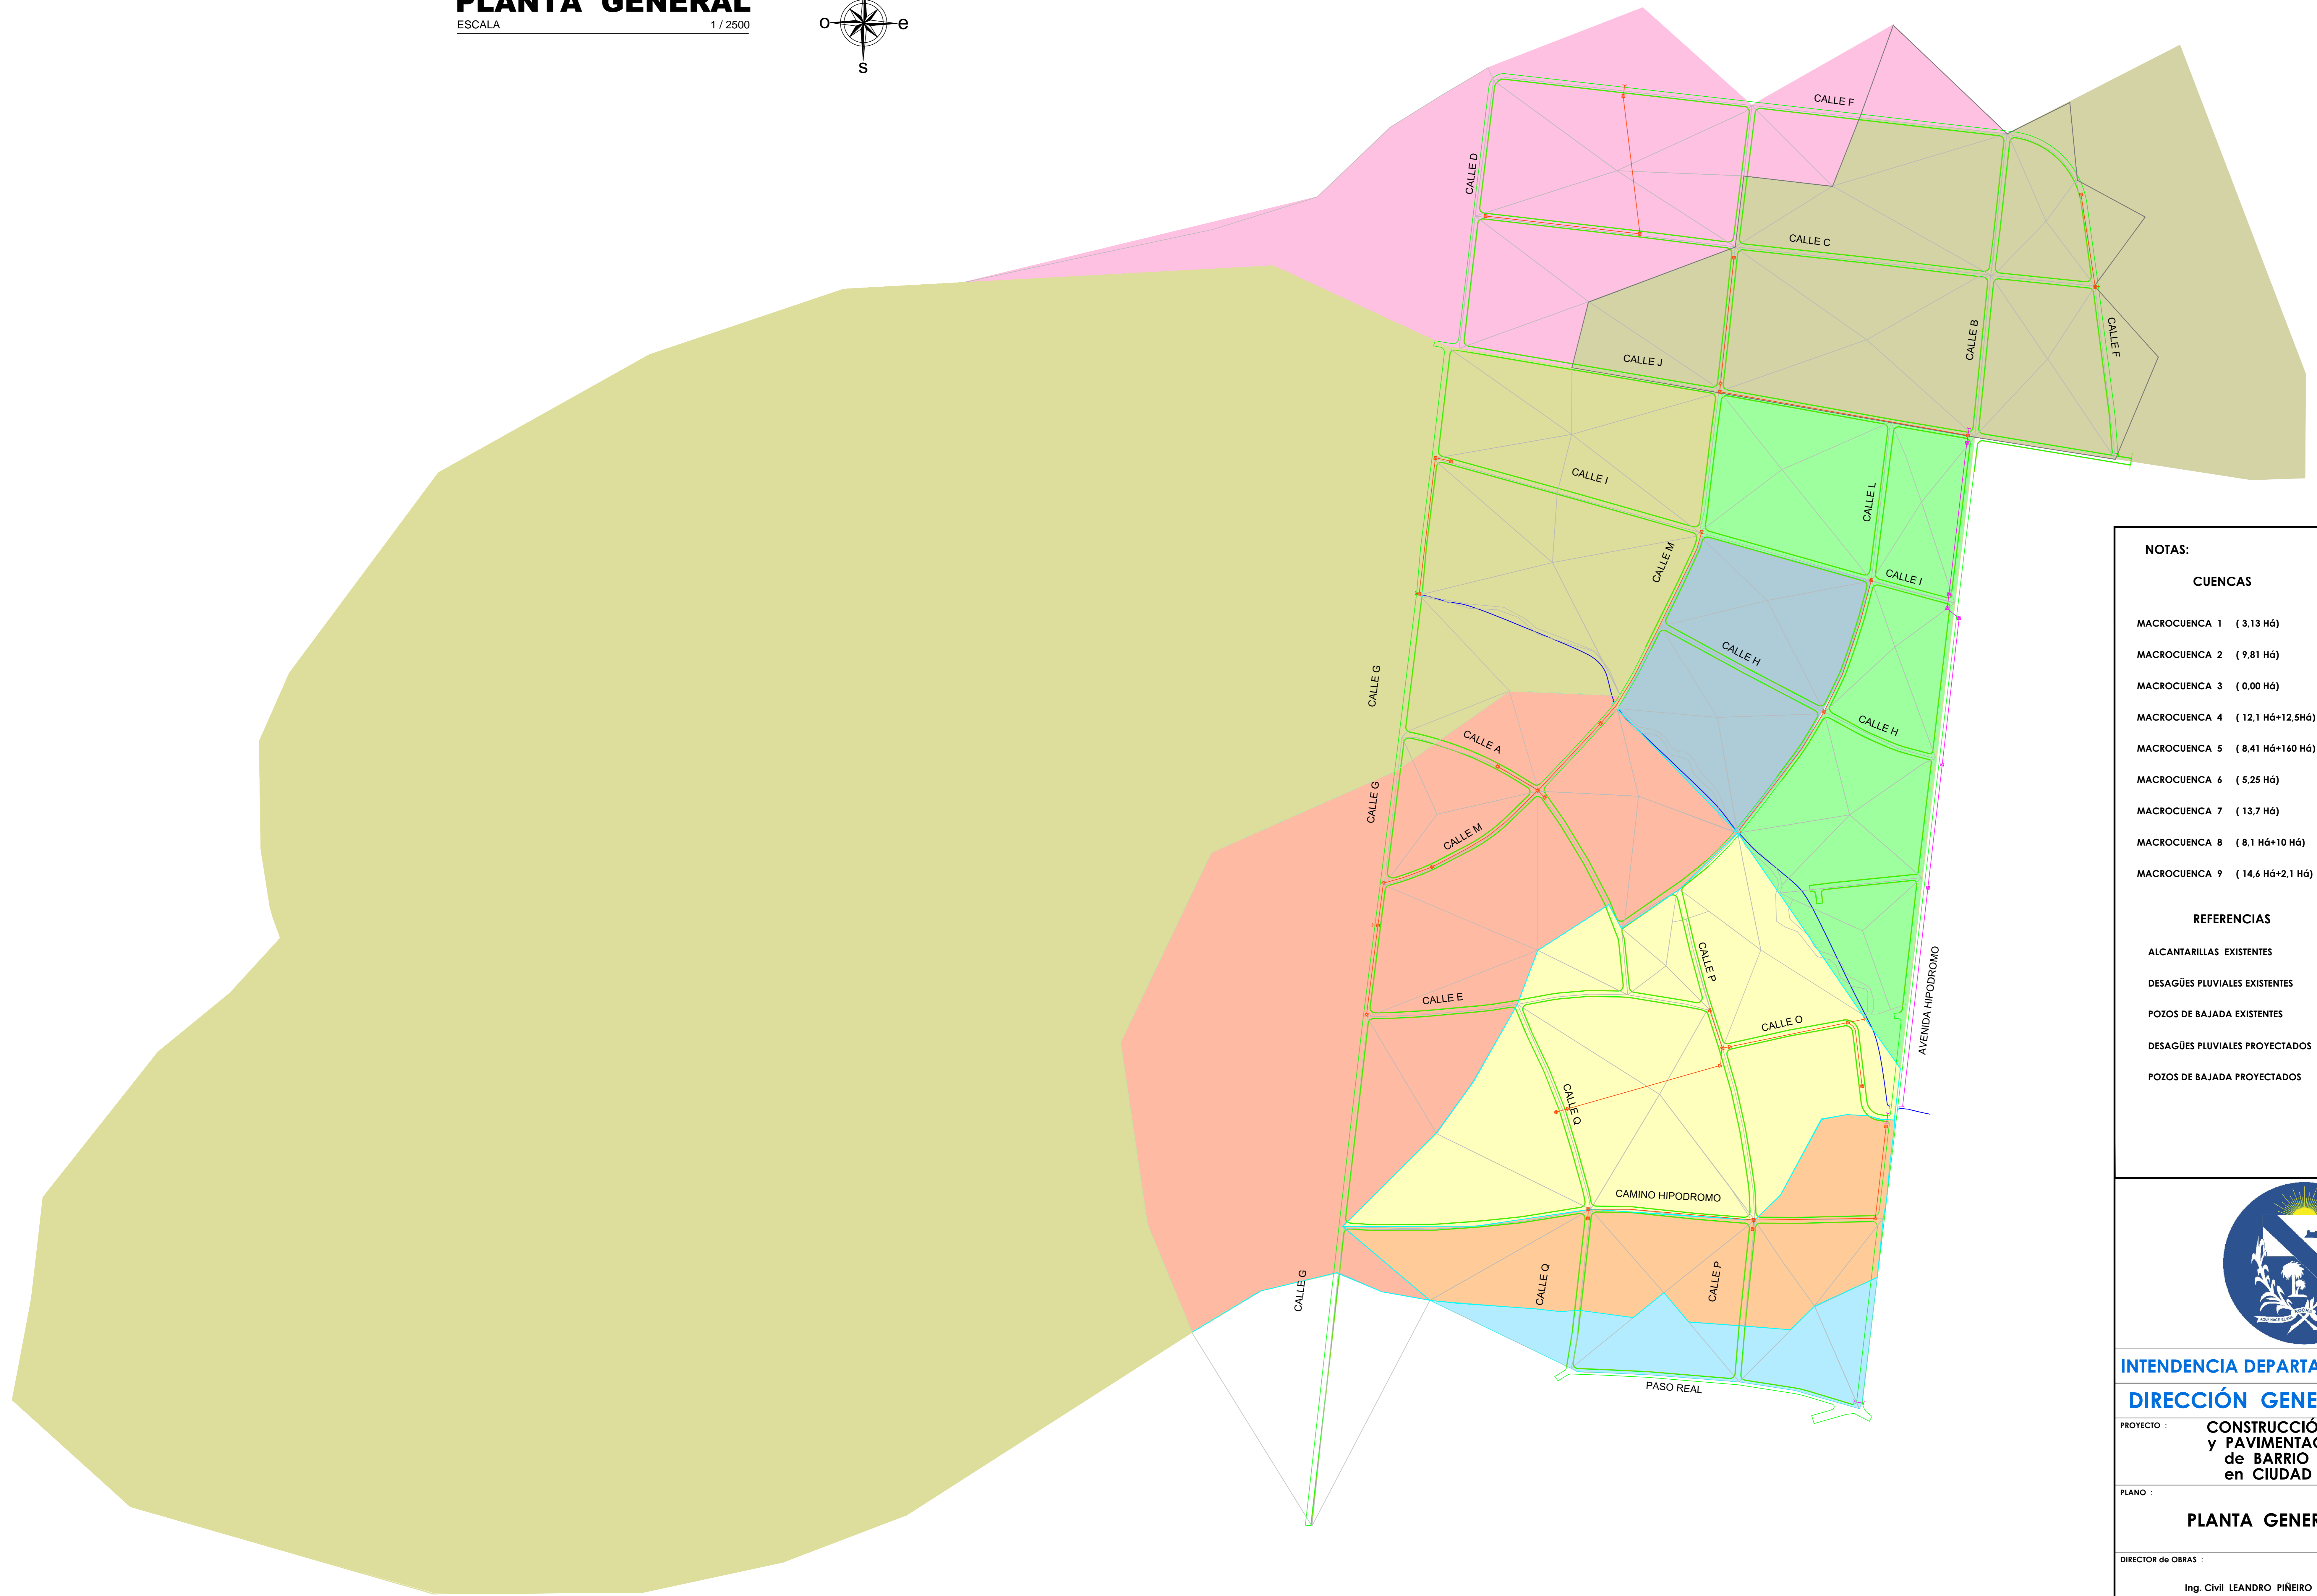 PLANTA GENERAL
ESCALA 1 / 2500
o e
s
CALLE F
CALLE D
CALLE C
CALLE B
CALLE F
CALLE J
CALLE I
CALLE L
CALLE M
CALLE I
CALLE H
CALLE G
CALLE H
CALLE A
CALLE G
CALLE M
CALLE P
AVENIDA HIPODROMO
CALLE E
CALLE O
CALLE Q
CAMINO HIPODROMO
CALLE G
CALLE Q
CALLE P
PASO REAL
NOTAS:
CUENCAS
MACROCUENCA 1 ( 3,13 Há)
MACROCUENCA 2 ( 9,81 Há)
MACROCUENCA 3 ( 0,00 Há)
MACROCUENCA 4 ( 12,1 Há+12,5Há)
MACROCUENCA 5 ( 8,41 Há+160 Há)
MACROCUENCA 6 ( 5,25 Há)
MACROCUENCA 7 ( 13,7 Há)
MACROCUENCA 8 ( 8,1 Há+10 Há)
MACROCUENCA 9 ( 14,6 Há+2,1 Há)
REFERENCIAS
ALCANTARILLAS EXISTENTES
DESAGÜES PLUVIALES EXISTENTES
POZOS DE BAJADA EXISTENTES
DESAGÜES PLUVIALES PROYECTADOS
POZOS DE BAJADA PROYECTADOS
INTENDENCIA DEPARTA
DIRECCIÓN GENE
PROYECTO : CONSTRUCCIÓ
y PAVIMENTAC
de BARRIO
en CIUDAD
PLANO :
PLANTA GENER
DIRECTOR de OBRAS :
Ing. Civil LEANDRO PIÑEIRO